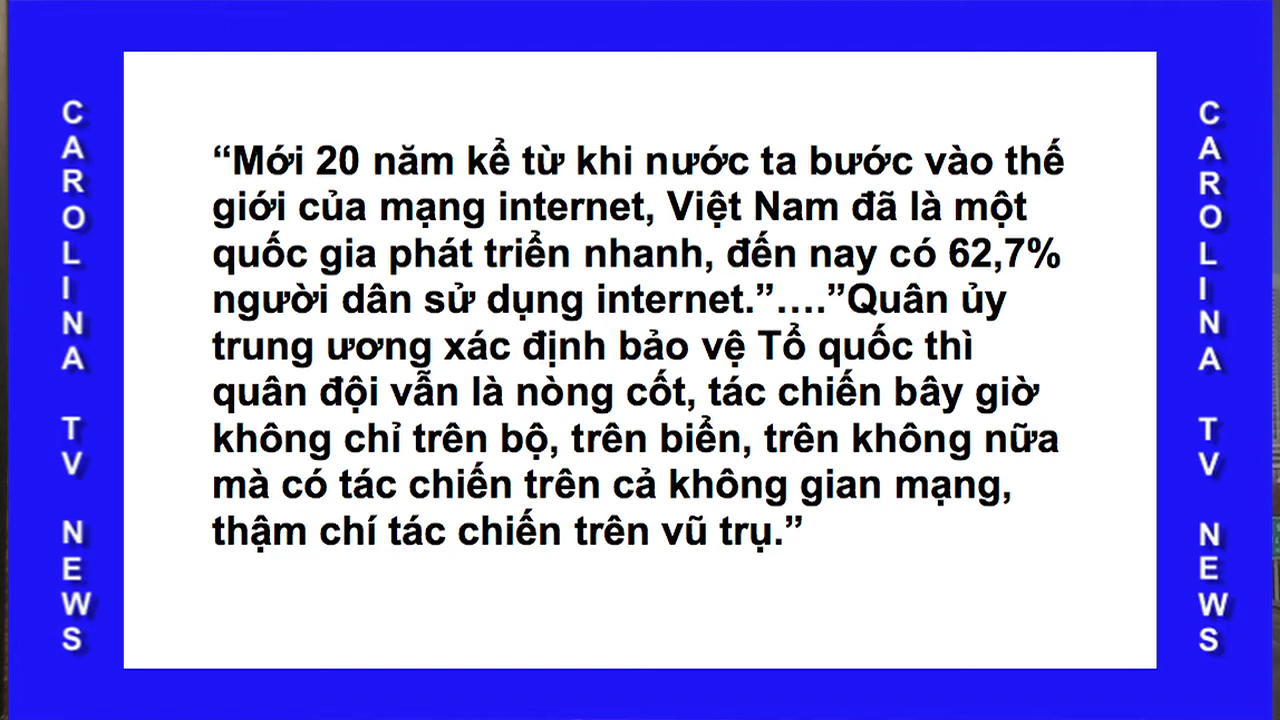 CAROLINA TV NEWS
“Mới 20 năm kể từ khi nước ta bước vào thế
giới của mạng internet, Việt Nam đã là một
quốc gia phát triển nhanh, đến nay có 62,7%
người dân sử dụng internet.”....”Quân ủy
trung ương xác định bảo vệ Tổ quốc thì
quân đội vẫn là nòng cốt, tác chiến bây giờ
không chỉ trên bộ, trên biển, trên không nữa
mà có tác chiến trên cả không gian mạng,
thậm chí tác chiến trên vũ trụ.”
CAROLINA TV NEWS